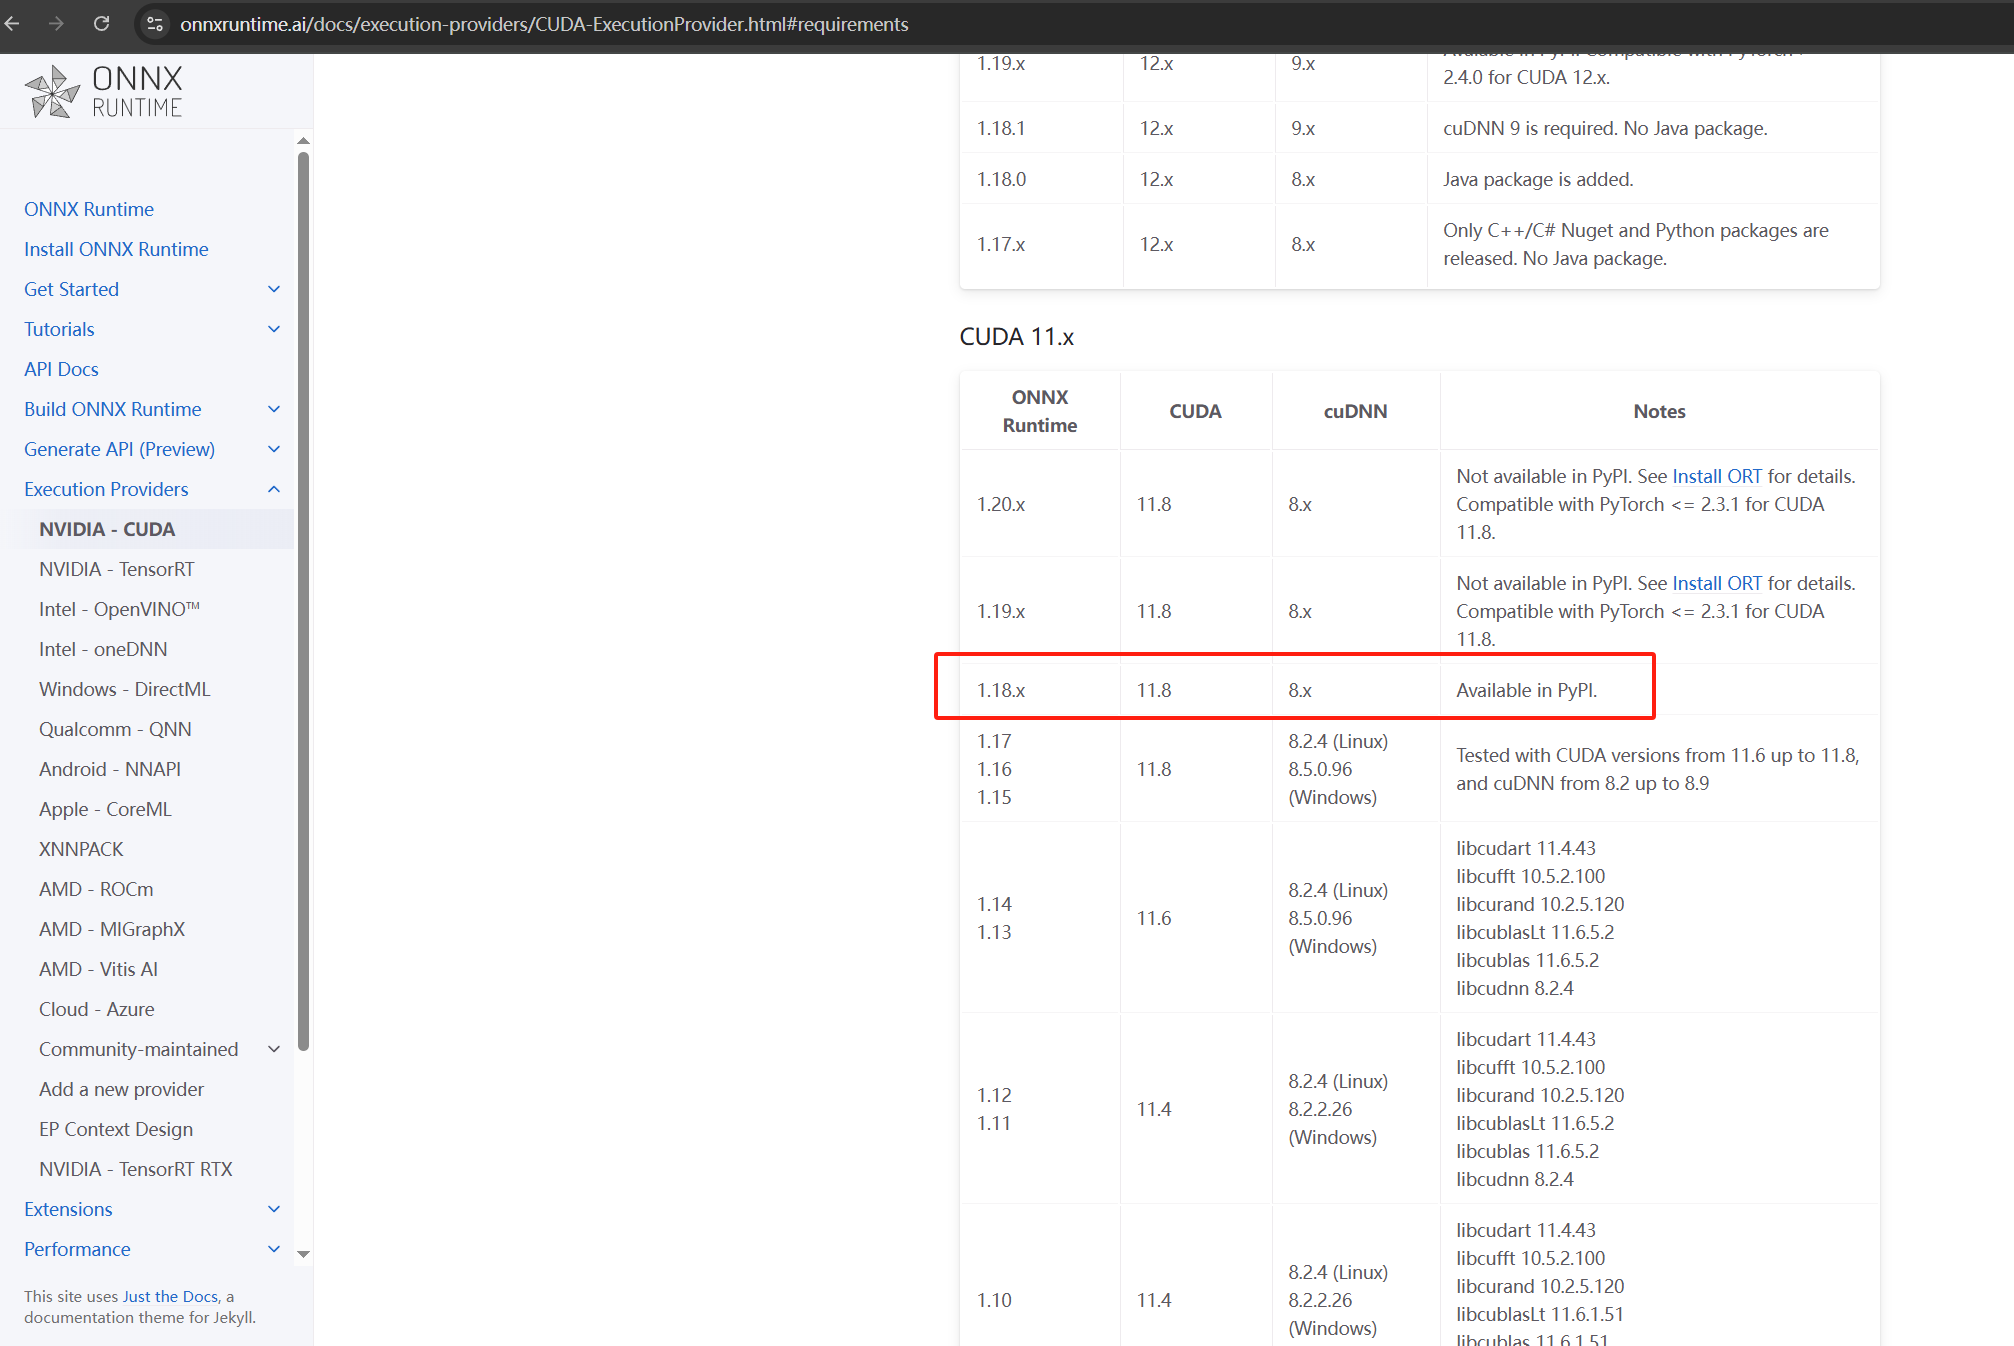 onnxruntime.ai/docs/execution-providers/CUDA-ExecutionProvider.html#requirements
ONNX
RUNTIME
ONNX Runtime
Install ONNX Runtime
Get Started
Tutorials
API Docs
Build ONNX Runtime
Generate API (Preview)
Execution Providers
NVIDIA - CUDA
NVIDIA - TensorRT
Intel - OpenVINO™
Intel - oneDNN
Windows - DirectML
Qualcomm - QNN
Android - NNAPI
Apple - CoreML
XNNPACK
AMD - ROCm
AMD - MIGraphX
AMD - Vitis AI
Cloud - Azure
Community-maintained
Add a new provider
EP Context Design
NVIDIA - TensorRT RTX
Extensions
Performance
This site uses Just the Docs, a
documentation theme for Jekyll.
Available in PyPI. Compatible with PyTorch
1.19.x 12.x 9.x
2.4.0 for CUDA 12.x.
1.18.1 12.x 9.x cuDNN 9 is required. No Java package.
1.18.0 12.x 8.x Java package is added.
1.17.x 12.x 8.x
Only C++/C# Nuget and Python packages are
released. No Java package.
CUDA 11.x
ONNX
Runtime
CUDA cuDNN Notes
1.20.x 11.8 8.x
Not available in PyPI. See Install ORT for details.
Compatible with PyTorch <= 2.3.1 for CUDA
11.8.
1.19.x 11.8 8.x
Not available in PyPI. See Install ORT for details.
Compatible with PyTorch <= 2.3.1 for CUDA
11.8.
1.18.x 11.8 8.x Available in PyPI.
1.17
1.16
1.15
11.8
8.2.4 (Linux)
8.5.0.96
(Windows)
Tested with CUDA versions from 11.6 up to 11.8,
and cuDNN from 8.2 up to 8.9
1.14
1.13
11.6
8.2.4 (Linux)
8.5.0.96
(Windows)
libcudart 11.4.43
libcufft 10.5.2.100
libcurand 10.2.5.120
libcublasLt 11.6.5.2
libcublas 11.6.5.2
libcudnn 8.2.4
1.12
1.11
11.4
8.2.4 (Linux)
8.2.2.26
(Windows)
libcudart 11.4.43
libcufft 10.5.2.100
libcurand 10.2.5.120
libcublasLt 11.6.5.2
libcublas 11.6.5.2
libcudnn 8.2.4
1.10
11.4
8.2.4 (Linux)
8.2.2.26
(Windows)
libcudart 11.4.43
libcufft 10.5.2.100
libcurand 10.2.5.120
libcublasLt 11.6.1.51
libcublas 11.6.1.51